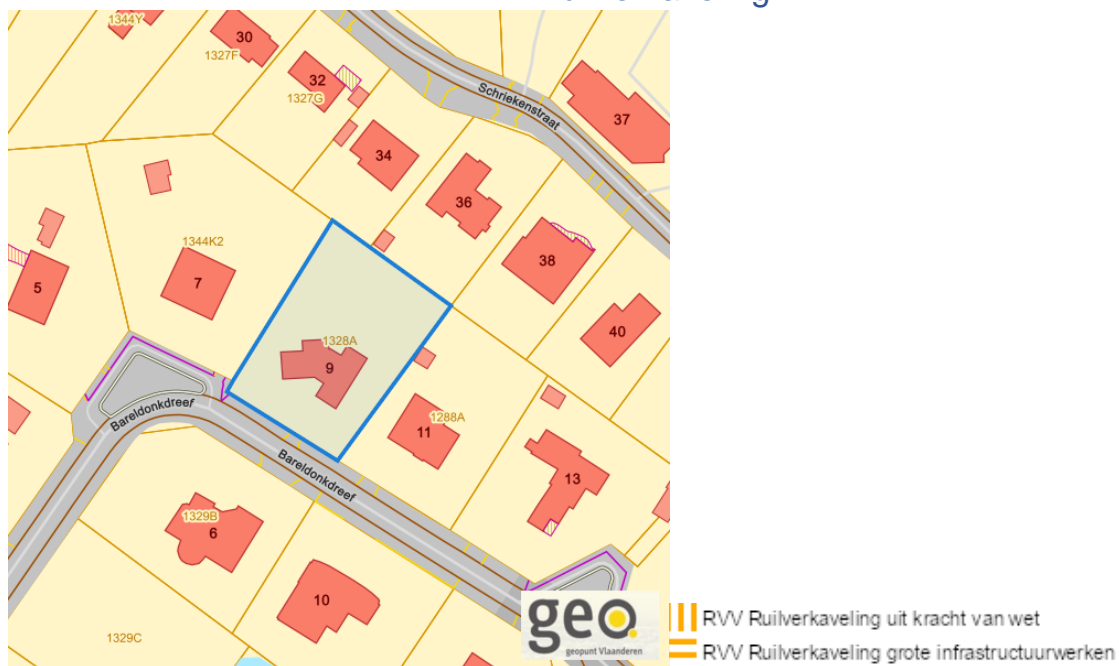 1344Y
30
1327F
32
1327G
Schriekenstraat
37
34
36
1344K2
38
5
7
40
1328A
9
Bareldonkdreef
1288A
11
Bareldonkdreef
13
1329B
6
10
geo
geopunt Vlaanderen
RVV Ruilverkaveling uit kracht van wet
1329C
RVV Ruilverkaveling grote infrastructuurwerken